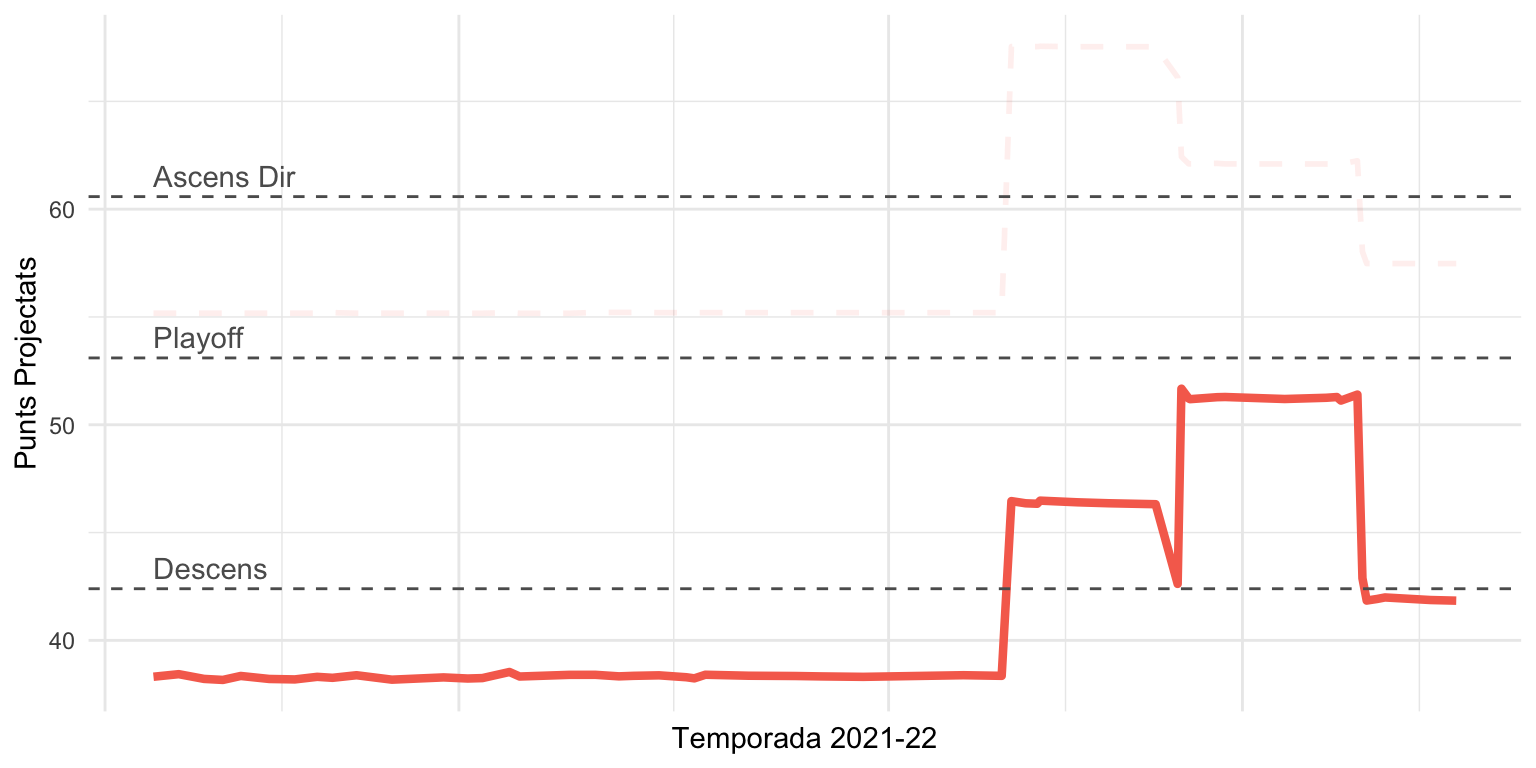 Ascens Dir
60
Playoff
50
Descens
40
Punts Projectats
Temporada 2021-22